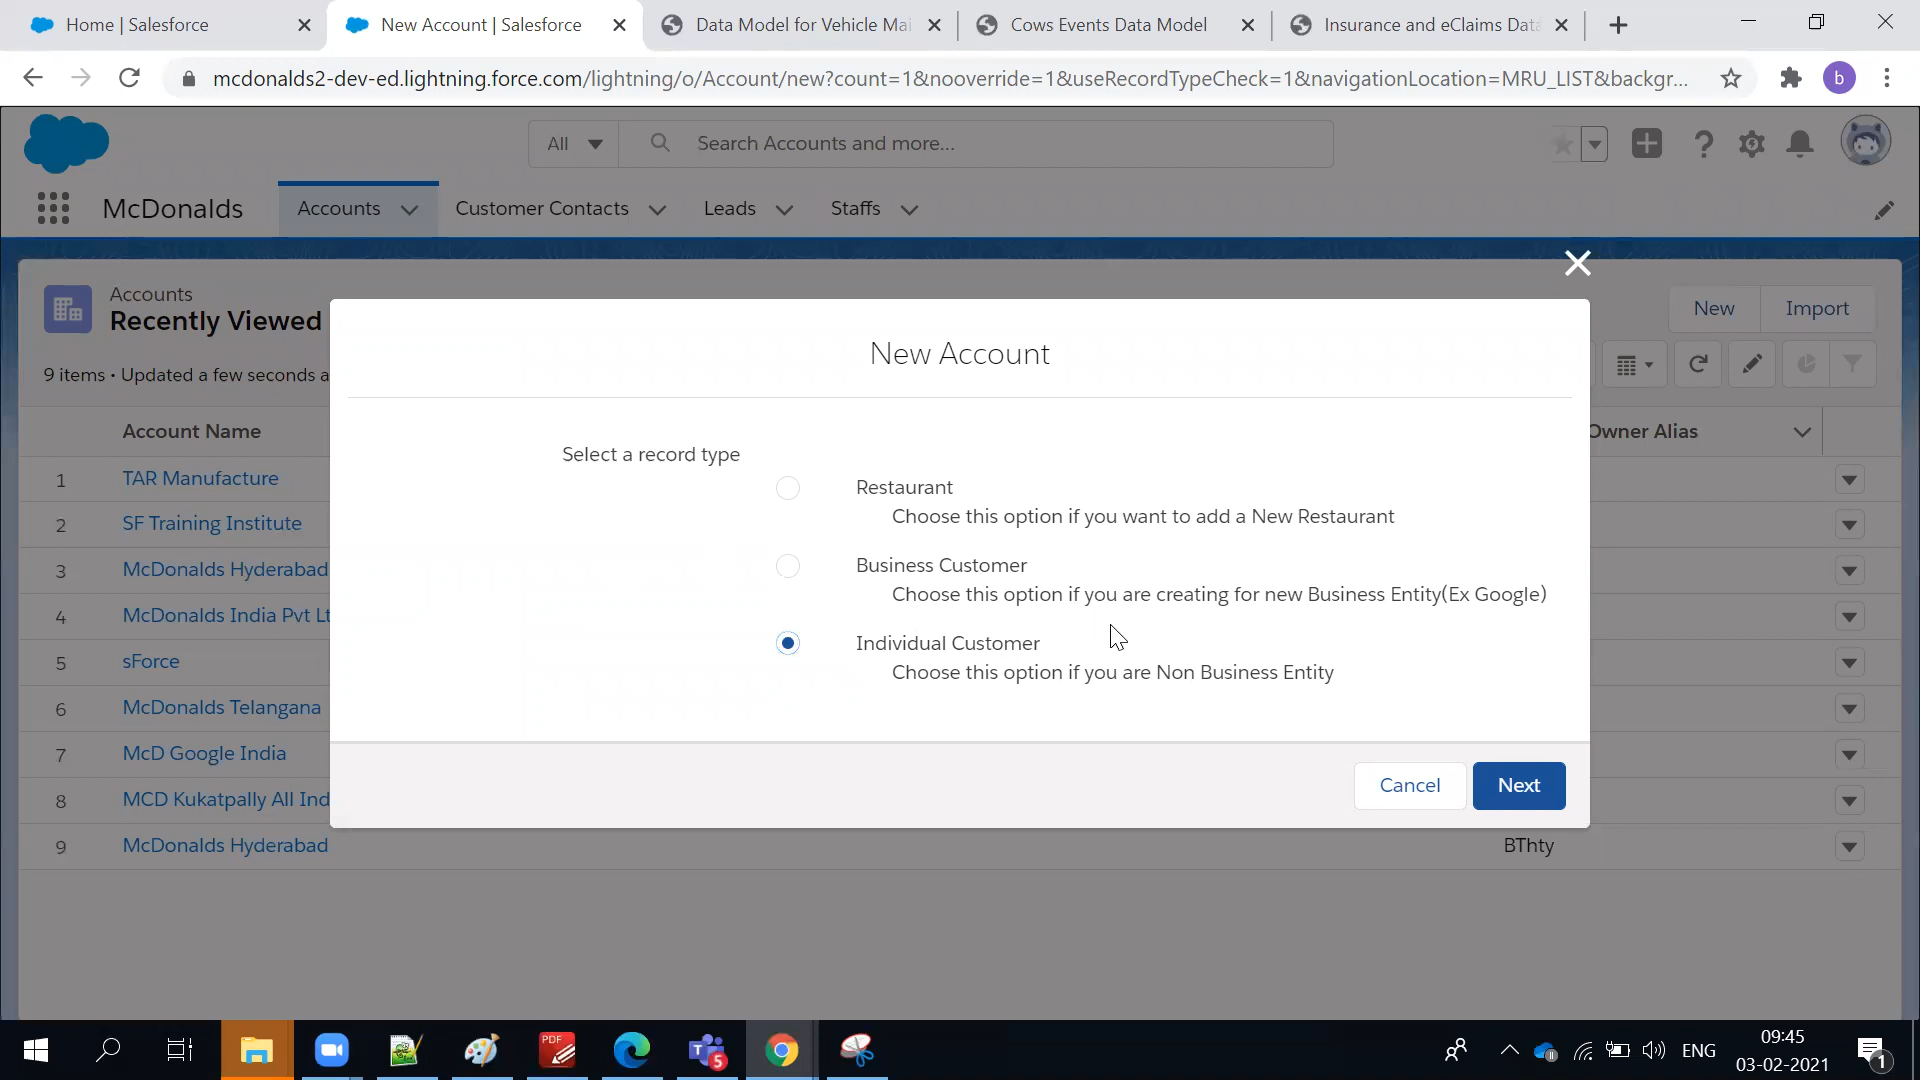 Home | Salesforce
New Account | Salesforce
Data Model for Vehicle Mai
Cows Events Data Model
Insurance and eClaims Data
mcdonalds2-dev-ed.lightning.force.com/lightning/o/Account/new?count=1&nooverride=1&useRecordTypeCheck=1&navigationLocation=MRU_LIST&backgr...
b
All
Search Accounts and more...
McDonalds
Accounts
Customer Contacts
Leads
Staffs
Accounts
Recently Viewed
New
Import
9 items • Updated a few seconds a
Account Name
Owner Alias
1 TAR Manufacture
2 SF Training Institute
3 McDonalds Hyderabad
4 McDonalds India Pvt Lt
5 sForce
6 McDonalds Telangana
7 McD Google India
8 MCD Kukatpally All Ind
9 McDonalds Hyderabad
BThty
New Account
Select a record type
Restaurant
Choose this option if you want to add a New Restaurant
Business Customer
Choose this option if you are creating for new Business Entity(Ex Google)
Individual Customer
Choose this option if you are Non Business Entity
Cancel
Next
PDF
T
5
ENG
09:45
03-02-2021
1